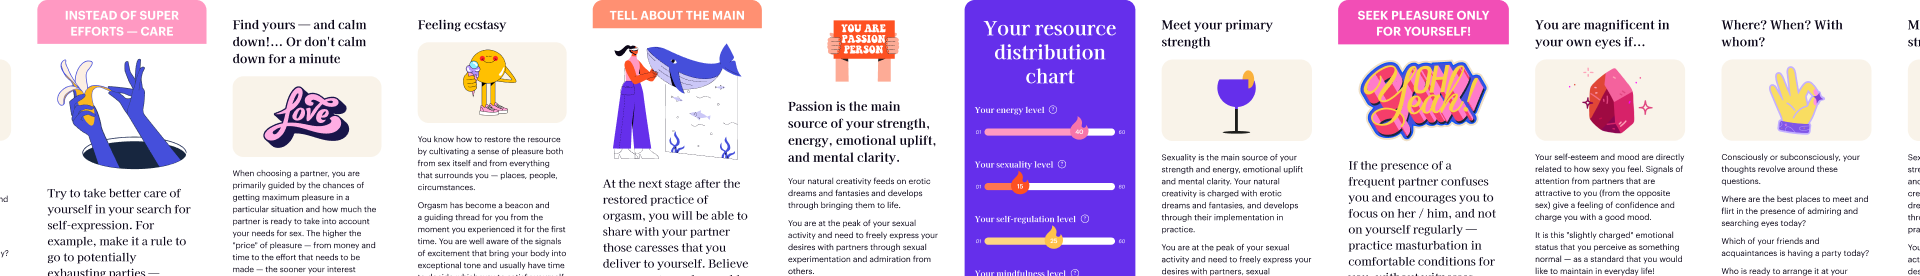 nd
y?
INSTEAD OF SUPER
EFFORTS — CARE
Try to take better care of
yourself in your search for
self-expression. For
example, make it a rule to
go to potentially
exhausting parties —
Find yours — and calm
down!... Or don't calm
down for a minute
Love
When choosing a partner, you are
primarily guided by the chances of
getting maximum pleasure in a
particular situation and how much the
partner is ready to take into account
your needs for sex. The higher the
"price" of pleasure — from money and
time to the effort that needs to be
made — the sooner your interest
Feeling ecstasy
You know how to restore the resource
by cultivating a sense of pleasure both
from sex itself and from everything
that surrounds you — places, people,
circumstances.
Orgasm has become a beacon and
a guiding thread for you from the
moment you experienced it for the first
time. You are well aware of the signals
of excitement that bring your body into
exceptional tone and usually have time
TELL ABOUT THE MAIN
At the next stage after the
restored practice of
orgasm, you will be able to
share with your partner
those caresses that you
deliver to yourself. Believe
YOU ARE
PASSION
PERSON
Passion is the main
source of your strength,
energy, emotional uplift,
and mental clarity.
Your natural creativity feeds on erotic
dreams and fantasies and develops
through bringing them to life.
You are at the peak of your sexual
activity and need to freely express your
desires with partners through sexual
experimentation and admiration from
others.
Your resource
distribution
chart
Your energy level ?
01 40 60
Your sexuality level ?
01 15 60
Your self-regulation level ?
01 25 60
Your mindfulness level ?
Meet your primary
strength
Sexuality is the main source of your
strength and energy, emotional uplift
and mental clarity. Your natural
creativity is charged with erotic
dreams and fantasies, and develops
through their implementation in
practice.
You are at the peak of your sexual
activity and need to freely express your
desires with partners, sexual
SEEK PLEASURE ONLY
FOR YOURSELF!
YOHO
Yeah!
If the presence of a
frequent partner confuses
you and encourages you to
focus on her / him, and not
on yourself regularly —
practice masturbation in
comfortable conditions for
You are magnificent in
your own eyes if...
Your self-esteem and mood are directly
related to how sexy you feel. Signals of
attention from partners that are
attractive to you (from the opposite
sex) give a feeling of confidence and
charge you with a good mood.
It is this "slightly charged" emotional
status that you perceive as something
normal — as a standard that you would
like to maintain in everyday life!
Where? When? With
whom?
Consciously or subconsciously, your
thoughts revolve around these
questions.
Where are the best places to meet and
flirt in the presence of admiring and
searching eyes today?
Which of your friends and
acquaintances is having a party today?
Who is ready to arrange it at your
M
st
Sex
stre
and
crea
drea
thro
prac
You
acti
desi